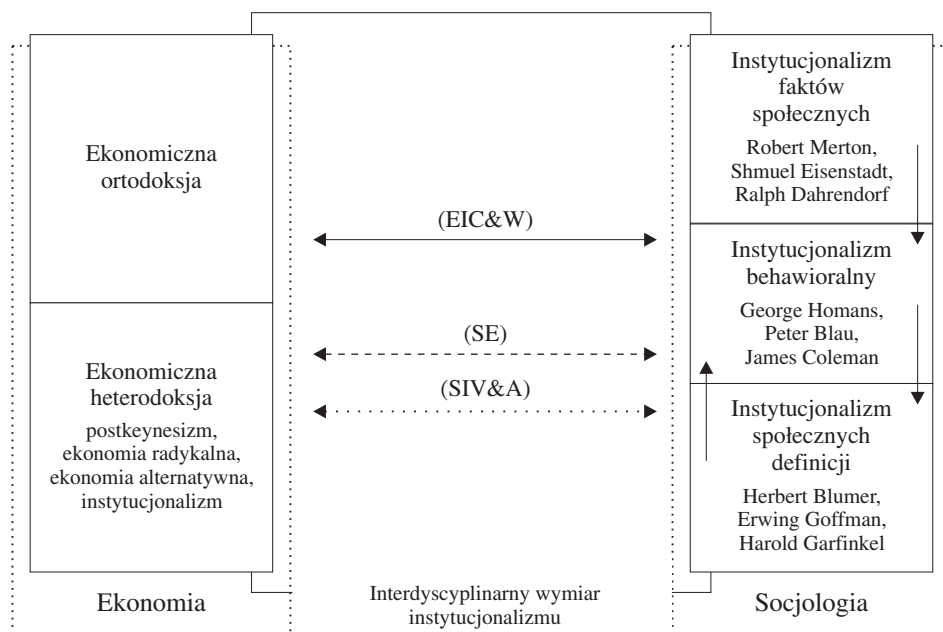 Ekonomiczna
ortodoksja
Ekonomiczna
heterodoksja
postkeynesizm,
ekonomia radykalna,
ekonomia alternatywna,
instytucjonalizm
Ekonomia
(EIC&W)
(SE)
(SIV&A)
Interdyscyplinarny wymiar
instytucjonalizmu
Instytucjonalizm
faktów
społecznych
Robert Merton,
Shmuel Eisenstadt,
Ralph Dahrendorf
Instytucjonalizm
behawioralny
George Homans,
Peter Blau,
James Coleman
Instytucjonalizm
społecznych
definicji
Herbert Blumer,
Erwing Goffman,
Harold Garfinkel
Socjologia